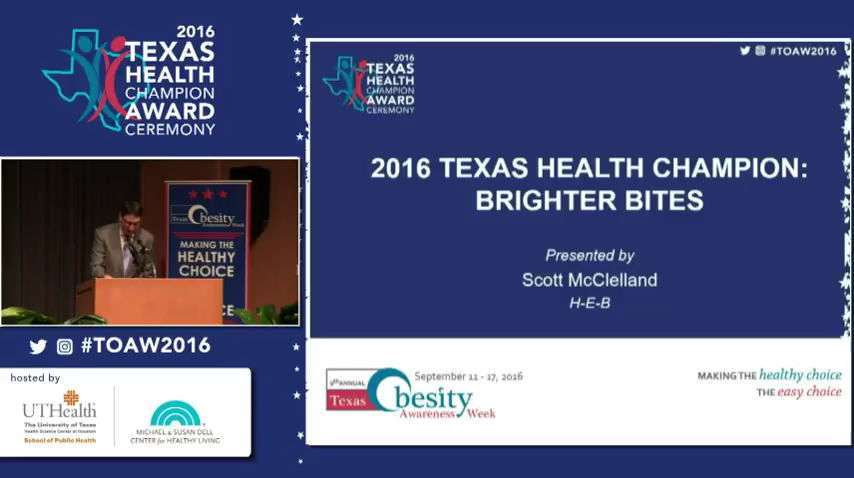 2016
TEXAS
HEALTH
CHAMPION
AWARD
CEREMONY
Texas Obesity
Awareness Week
MAKING THE
HEALTHY
CHOICE
CE
#TOAW2016
hosted by
UTHealth
The University of Texas
Health Science Center at Houston
School of Public Health
MICHAEL & SUSAN DELL
CENTER for HEALTHY LIVING
#TOAW2016
2016
TEXAS
HEALTH
CHAMPION
AWARD
CEREMONY
2016 TEXAS HEALTH CHAMPION:
BRIGHTER BITES
Presented by
Scott McClelland
H-E-B
9th ANNUAL
September 11 - 17, 2016
Texas Obesity
Awareness Week
MAKING THE healthy choice
THE easy choice